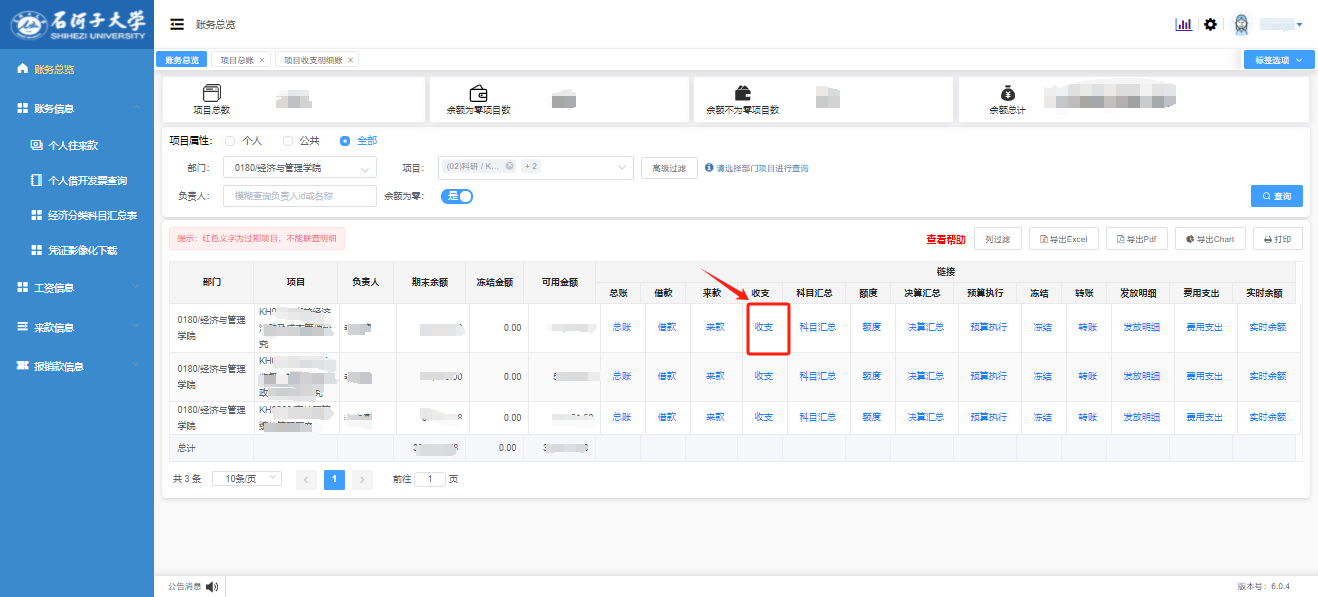 石河子大学
SHIHEZI UNIVERSITY
账务总览
账务总览
账务信息
个人往来款
个人借开发票查询
经济分类科目汇总表
凭证影像化下载
工资信息
来款信息
报销款信息
账务总览 项目总账 × 项目收支明细账 × 标签选项
项目总数 余额为零项目数 余额不为零项目数 余额总计
项目属性: 个人 公共 全部
部门: 0180/经济与管理学院 项目: (02)科研 / K... + 2 高级过滤 请选择部门项目进行查询
负责人: 模糊查询负责人id或名称 余额为零: 是 查询
提示: 红色文字为过期项目, 不能联查明细 查看帮助 列过滤 导出Excel 导出Pdf 导出Chart 打印
部门 项目 负责人 期末余额 冻结金额 可用金额 链接
总账 借款 来款 收支 科目汇总 额度 决算汇总 预算执行 冻结 转账 发放明细 费用支出 实时余额
0180/经济与管理学院 究 0.00 总账 借款 来款 收支 科目汇总 额度 决算汇总 预算执行 冻结 转账 发放明细 费用支出 实时余额
0180/经济与管理学院 0.00 总账 借款 来款 收支 科目汇总 额度 决算汇总 预算执行 冻结 转账 发放明细 费用支出 实时余额
0180/经济与管理学院 0.00 总账 借款 来款 收支 科目汇总 额度 决算汇总 预算执行 冻结 转账 发放明细 费用支出 实时余额
总计 0.00
共 3 条 10条/页 1 前往 1 页
公告消息 版本号: 6.0.4